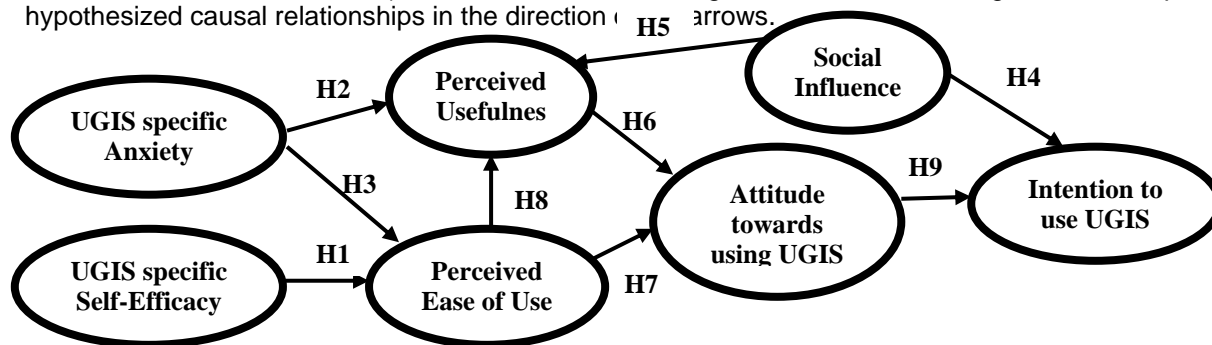 hypothesized causal relationships in the direction arrows.
H5
Social
Influence
Perceived
Usefulnes
H2
H4
UGIS specific
Anxiety
H6
H9
H3
Attitude
towards
using UGIS
Intention to
use UGIS
H8
UGIS specific
Self-Efficacy
H1
Perceived
Ease of Use
H7